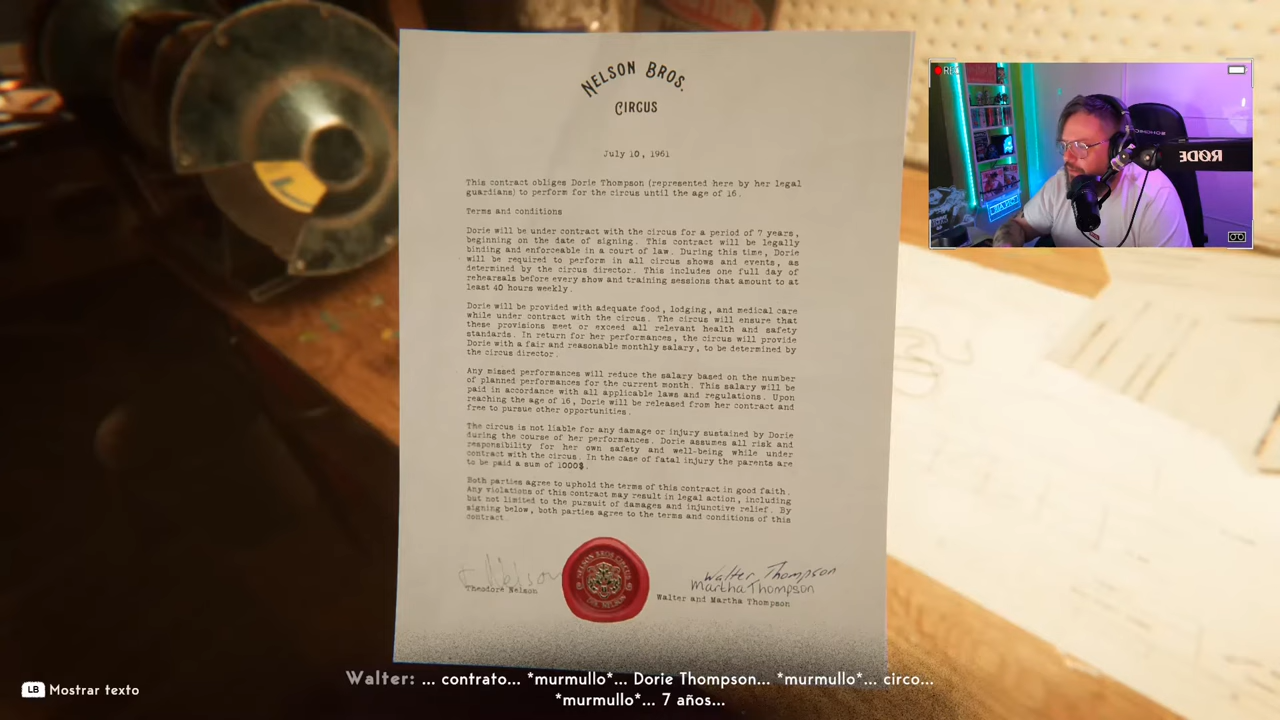 NELSON BROS.
CIRCUS
July 10, 1961
This contract obliges Dorie Thompson (represented here by her legal
guardians) to perform for the circus until the age of 16.
Terms and conditions
Dorie will be under contract with the circus for a period of 7 years,
beginning on the date of signing. This contract will be legally
binding and enforceable in a court of law. During this time, Dorie
will be required to perform in all circus shows and events, as
determined by the circus director. This includes one full day of
rehearsals before every show and training sessions that amount to at
least 40 hours weekly.
Dorie will be provided with adequate food, lodging, and medical care
while under contract with the circus. The circus will ensure that
these provisions meet or exceed all relevant health and safety
standards. In return for her performances, the circus will provide
Dorie with a fair and reasonable monthly salary, to be determined by
the circus director.
Any missed performances will reduce the salary based on the number
of planned performances for the current month. This salary will be
paid in accordance with all applicable laws and regulations. Upon
reaching the age of 16, Dorie will be released from her contract and
free to pursue other opportunities.
The circus is not liable for any damage or injury sustained by Dorie
during the course of her performances. Dorie assumes all risk and
responsibility for her own safety and well-being while under
contract with the circus. In the case of fatal injury the parents are
to be paid a sum of 1000$.
Both parties agree to uphold the terms of this contract in good faith.
Any violations of this contract may result in legal action, including
but not limited to the pursuit of damages and injunctive relief. By
signing below, both parties agree to the terms and conditions of this
contract.
Nelson
Theodore Nelson
NELSON BROS CIRCUS
Walter Thompson
Martha Thompson
Walter and Martha Thompson
REC
RØDE
LB Mostrar texto
Walter: ... contrato... *murmullo*... Dorie Thompson... *murmullo*... circo...
*murmullo*... 7 años...